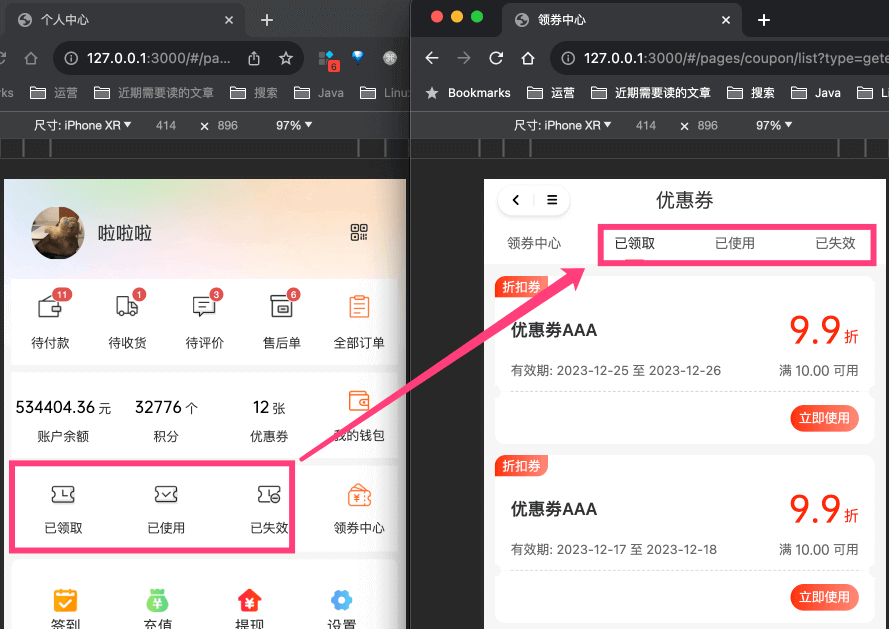 个人中心
127.0.0.1:3000/#/pa...
6
rks 运营 近期需要读的文章 搜索 Java Linu
尺寸: iPhone XR ▼ 414 × 896 97% ▼
啦啦啦
11 1 3 6
待付款 待收货 待评价 售后单 全部订单
534404.36 元 32776 个 12 张
账户余额 积分 优惠券 我的钱包
已领取 已使用 已失效 领券中心
签到 充值 提现 设置
领券中心
127.0.0.1:3000/#/pages/coupon/list?type=gete
Bookmarks 运营 近期需要读的文章 搜索 Java Li
尺寸: iPhone XR ▼ 414 × 896 97% ▼
优惠券
领券中心 已领取 已使用 已失效
折扣券
优惠劵AAA 9.9 折
有效期: 2023-12-25 至 2023-12-26 满 10.00 可用
立即使用
折扣券
优惠劵AAA 9.9 折
有效期: 2023-12-17 至 2023-12-18 满 10.00 可用
立即使用